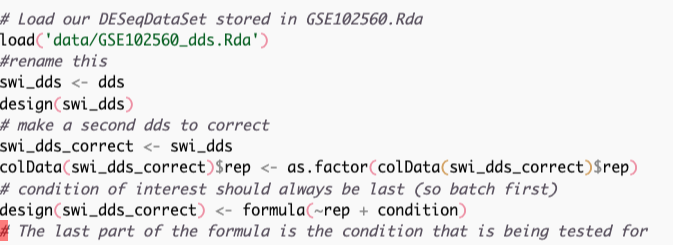 # Load our DESeqDataSet stored in GSE102560.Rda
load('data/GSE102560_dds.Rda')
#rename this
swi_dds <- dds
design(swi_dds)
# make a second dds to correct
swi_dds_correct <- swi_dds
colData(swi_dds_correct)$rep <- as.factor(colData(swi_dds_correct)$rep)
# condition of interest should always be last (so batch first)
design(swi_dds_correct) <- formula(~rep + condition)
# The last part of the formula is the condition that is being tested for